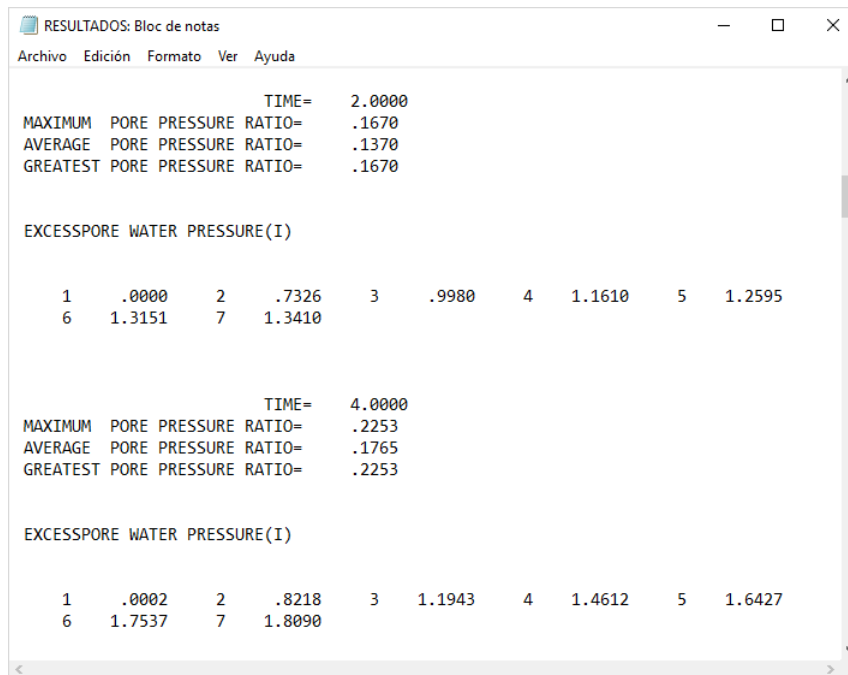 RESULTADOS: Bloc de notas
Archivo Edición Formato Ver Ayuda
TIME= 2.0000
MAXIMUM PORE PRESSURE RATIO= .1670
AVERAGE PORE PRESSURE RATIO= .1370
GREATEST PORE PRESSURE RATIO= .1670
EXCESSPORE WATER PRESSURE(I)
1 .0000 2 .7326 3 .9980 4 1.1610 5 1.2595
6 1.3151 7 1.3410
TIME= 4.0000
MAXIMUM PORE PRESSURE RATIO= .2253
AVERAGE PORE PRESSURE RATIO= .1765
GREATEST PORE PRESSURE RATIO= .2253
EXCESSPORE WATER PRESSURE(I)
1 .0002 2 .8218 3 1.1943 4 1.4612 5 1.6427
6 1.7537 7 1.8090